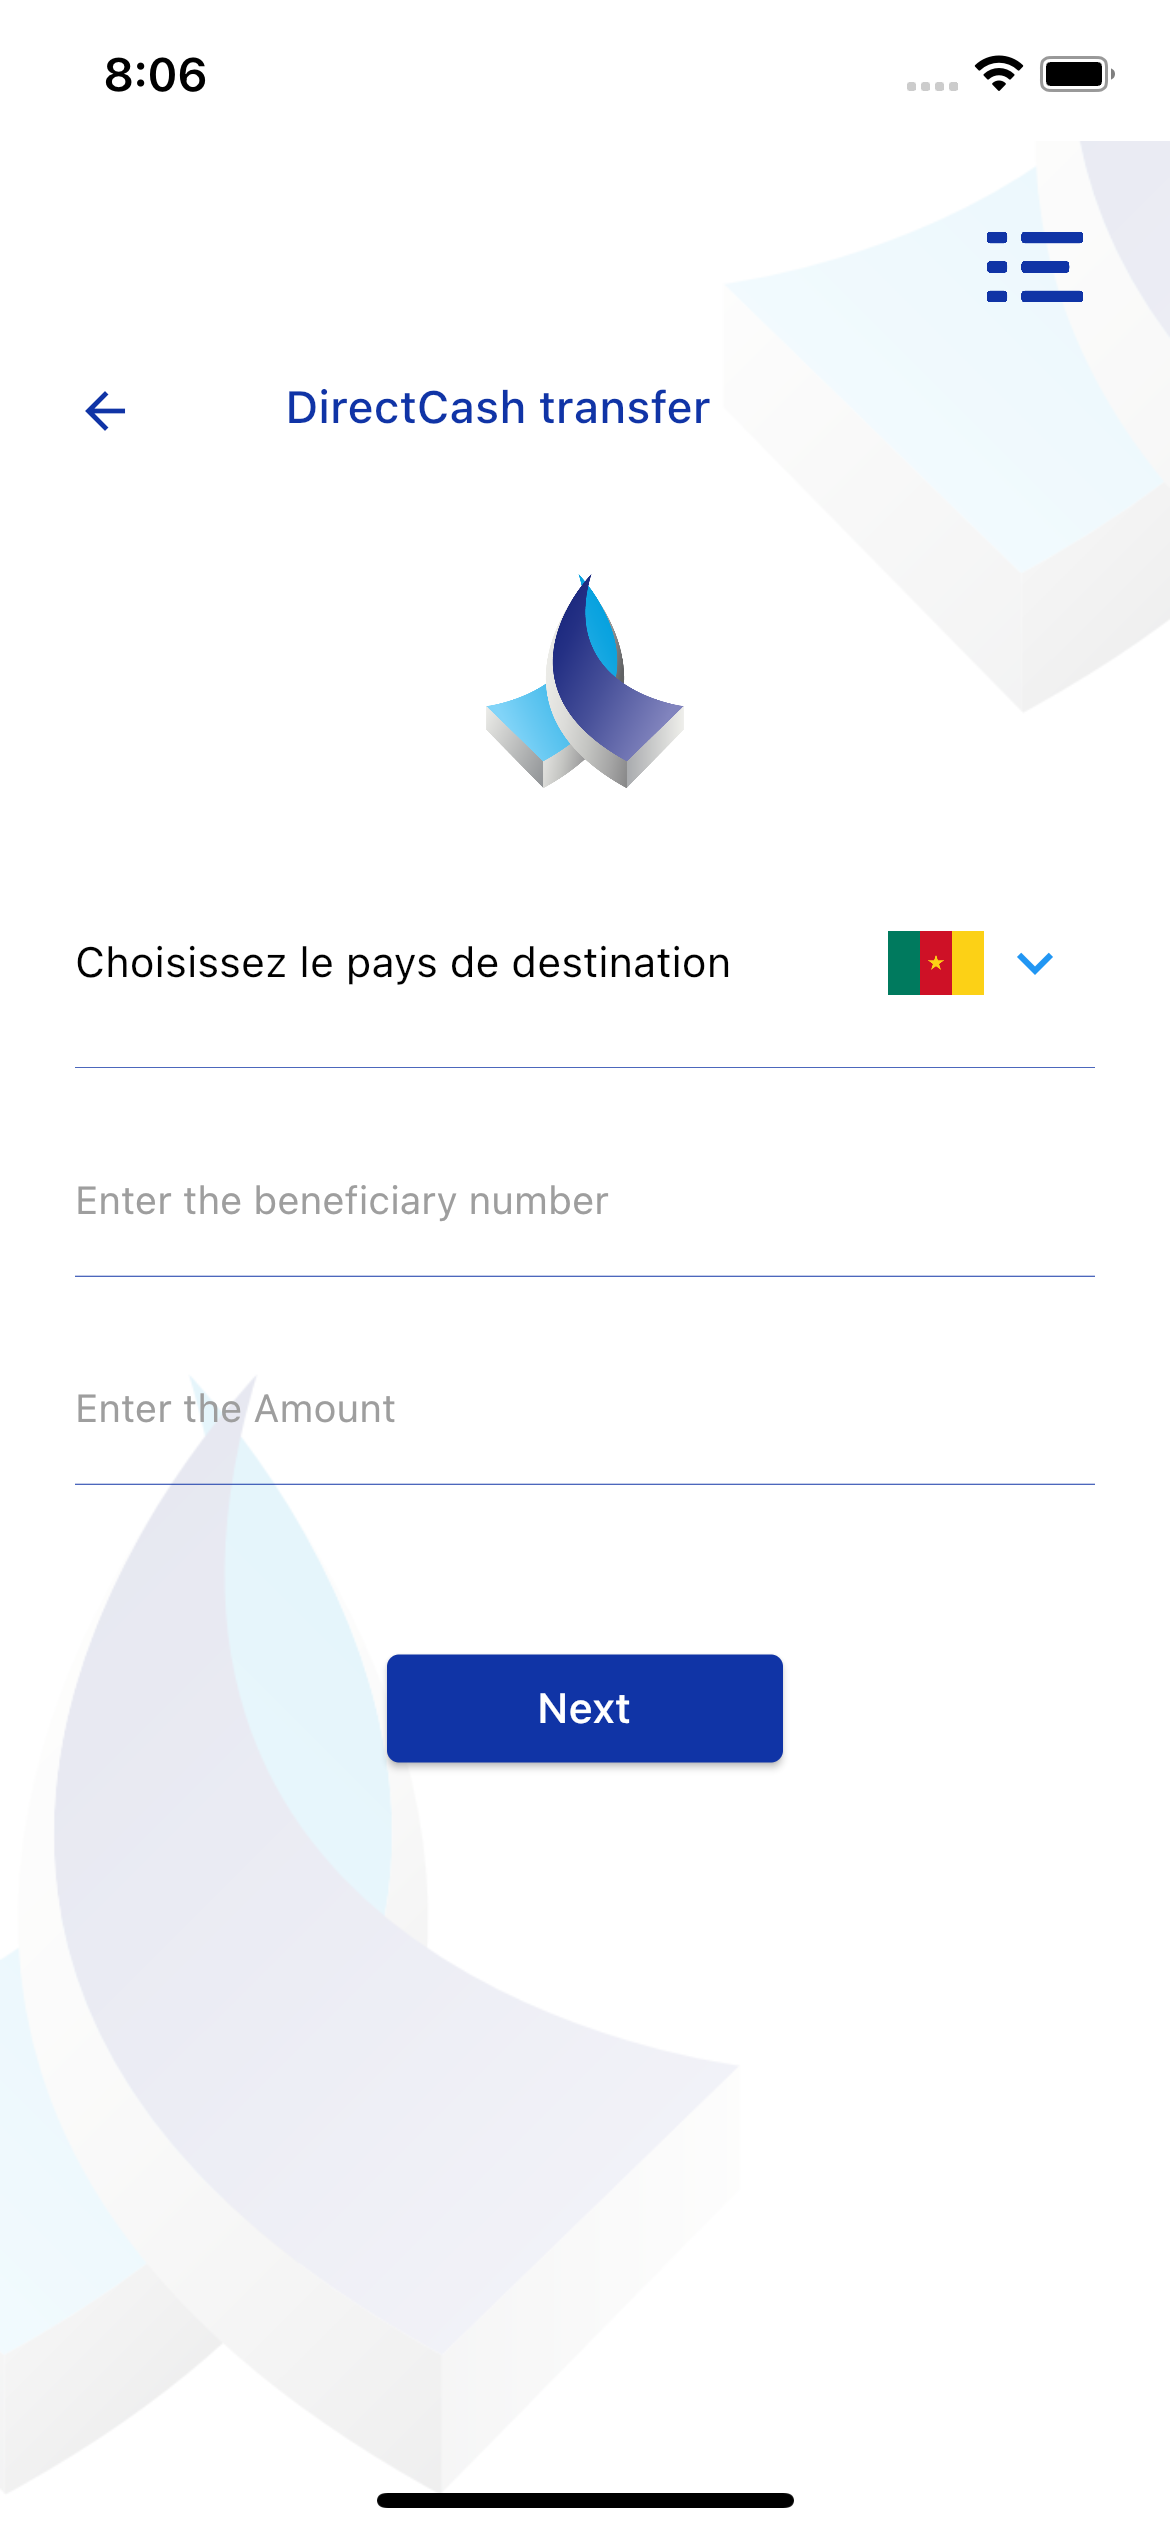 8:06
DirectCash transfer
Choisissez le pays de destination
Enter the beneficiary number
Enter the Amount
Next